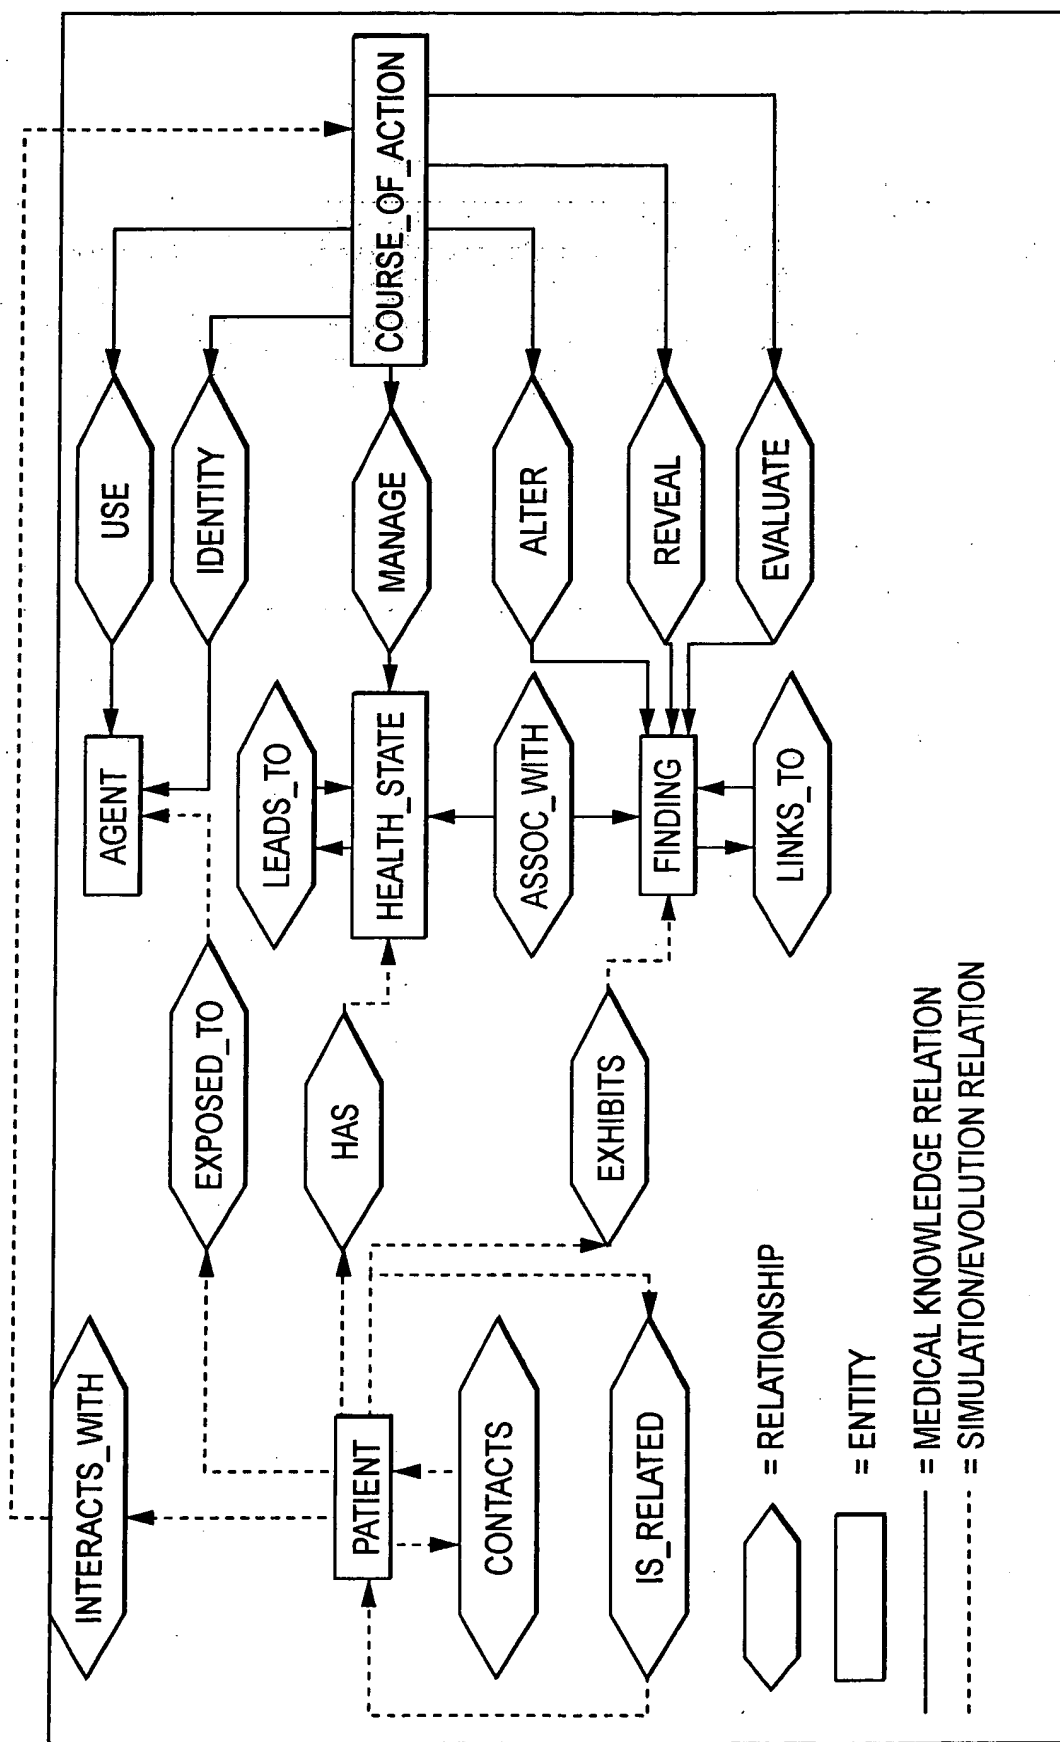 INTERACTS_WITH
USE
AGENT
EXPOSED_TO
IDENTITY
LEADS_TO
PATIENT
HAS
HEALTH_STATE
MANAGE
COURSE_OF_ACTION
CONTACTS
ASSOC_WITH
ALTER
IS_RELATED
EXHIBITS
FINDING
REVEAL
LINKS_TO
EVALUATE
= RELATIONSHIP
= ENTITY
= MEDICAL KNOWLEDGE RELATION
= SIMULATION/EVOLUTION RELATION